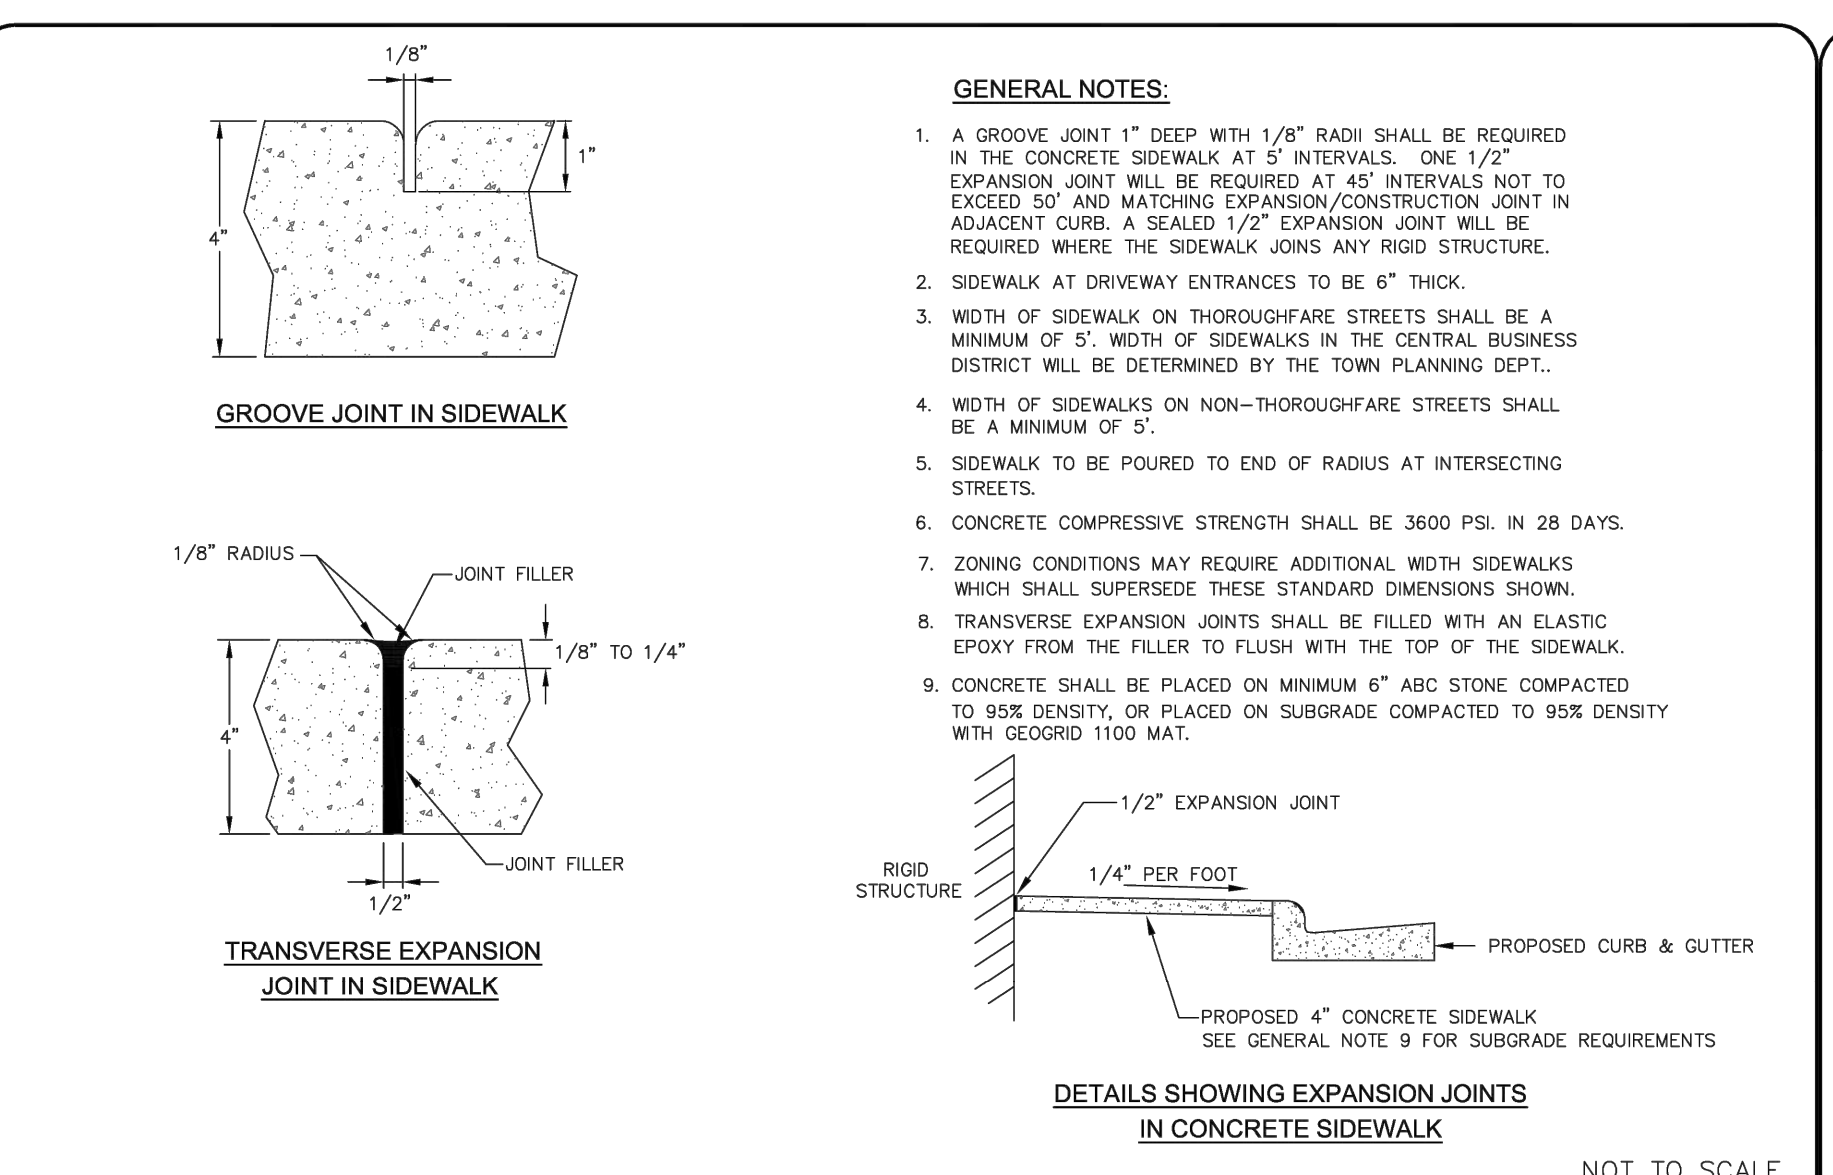 1/8"
1"
4"
GROOVE JOINT IN SIDEWALK
1/8" RADIUS
JOINT FILLER
1/8" TO 1/4"
4"
JOINT FILLER
1/2"
TRANSVERSE EXPANSION
JOINT IN SIDEWALK
GENERAL NOTES:
1. A GROOVE JOINT 1" DEEP WITH 1/8" RADII SHALL BE REQUIRED
IN THE CONCRETE SIDEWALK AT 5' INTERVALS. ONE 1/2"
EXPANSION JOINT WILL BE REQUIRED AT 45' INTERVALS NOT TO
EXCEED 50' AND MATCHING EXPANSION/CONSTRUCTION JOINT IN
ADJACENT CURB. A SEALED 1/2" EXPANSION JOINT WILL BE
REQUIRED WHERE THE SIDEWALK JOINS ANY RIGID STRUCTURE.
2. SIDEWALK AT DRIVEWAY ENTRANCES TO BE 6" THICK.
3. WIDTH OF SIDEWALK ON THOROUGHFARE STREETS SHALL BE A
MINIMUM OF 5'. WIDTH OF SIDEWALKS IN THE CENTRAL BUSINESS
DISTRICT WILL BE DETERMINED BY THE TOWN PLANNING DEPT..
4. WIDTH OF SIDEWALKS ON NON-THOROUGHFARE STREETS SHALL
BE A MINIMUM OF 5'.
5. SIDEWALK TO BE POURED TO END OF RADIUS AT INTERSECTING
STREETS.
6. CONCRETE COMPRESSIVE STRENGTH SHALL BE 3600 PSI. IN 28 DAYS.
7. ZONING CONDITIONS MAY REQUIRE ADDITIONAL WIDTH SIDEWALKS
WHICH SHALL SUPERSEDE THESE STANDARD DIMENSIONS SHOWN.
8. TRANSVERSE EXPANSION JOINTS SHALL BE FILLED WITH AN ELASTIC
EPOXY FROM THE FILLER TO FLUSH WITH THE TOP OF THE SIDEWALK.
9. CONCRETE SHALL BE PLACED ON MINIMUM 6" ABC STONE COMPACTED
TO 95% DENSITY, OR PLACED ON SUBGRADE COMPACTED TO 95% DENSITY
WITH GEOGRID 1100 MAT.
1/2" EXPANSION JOINT
RIGID
STRUCTURE
1/4" PER FOOT
PROPOSED CURB & GUTTER
PROPOSED 4" CONCRETE SIDEWALK
SEE GENERAL NOTE 9 FOR SUBGRADE REQUIREMENTS
DETAILS SHOWING EXPANSION JOINTS
IN CONCRETE SIDEWALK
NOT TO SCALE